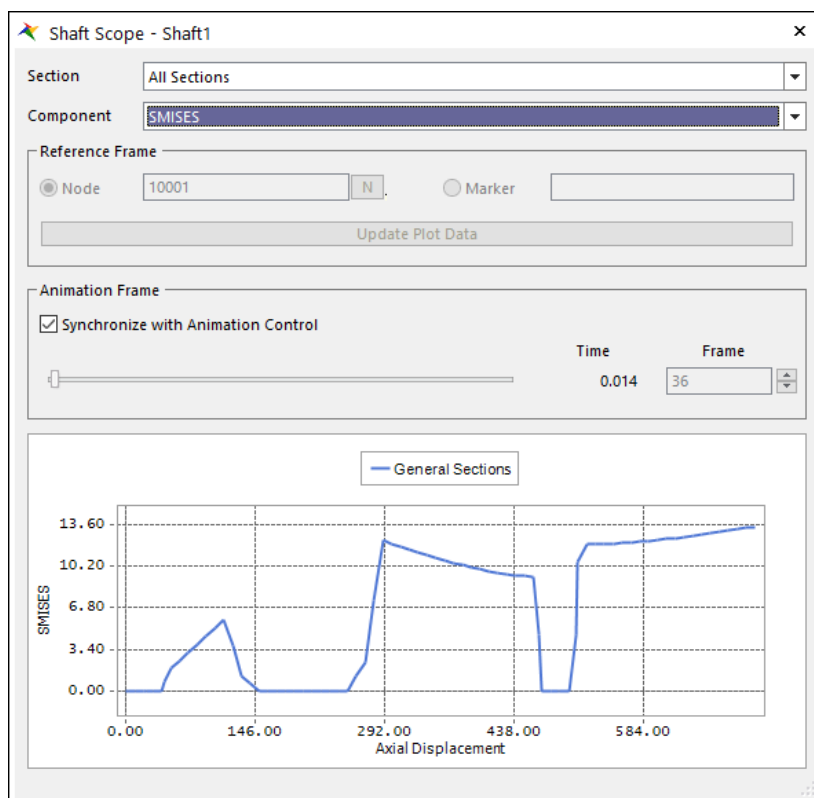 Shaft Scope - Shaft1
Section All Sections
Component SMISES
Reference Frame
Node 10001 N . Marker
Update Plot Data
Animation Frame
Synchronize with Animation Control
Time Frame
0.014 36
General Sections
13.60
10.20
6.80
3.40
0.00
SMISES
0.00 146.00 292.00 438.00 584.00
Axial Displacement